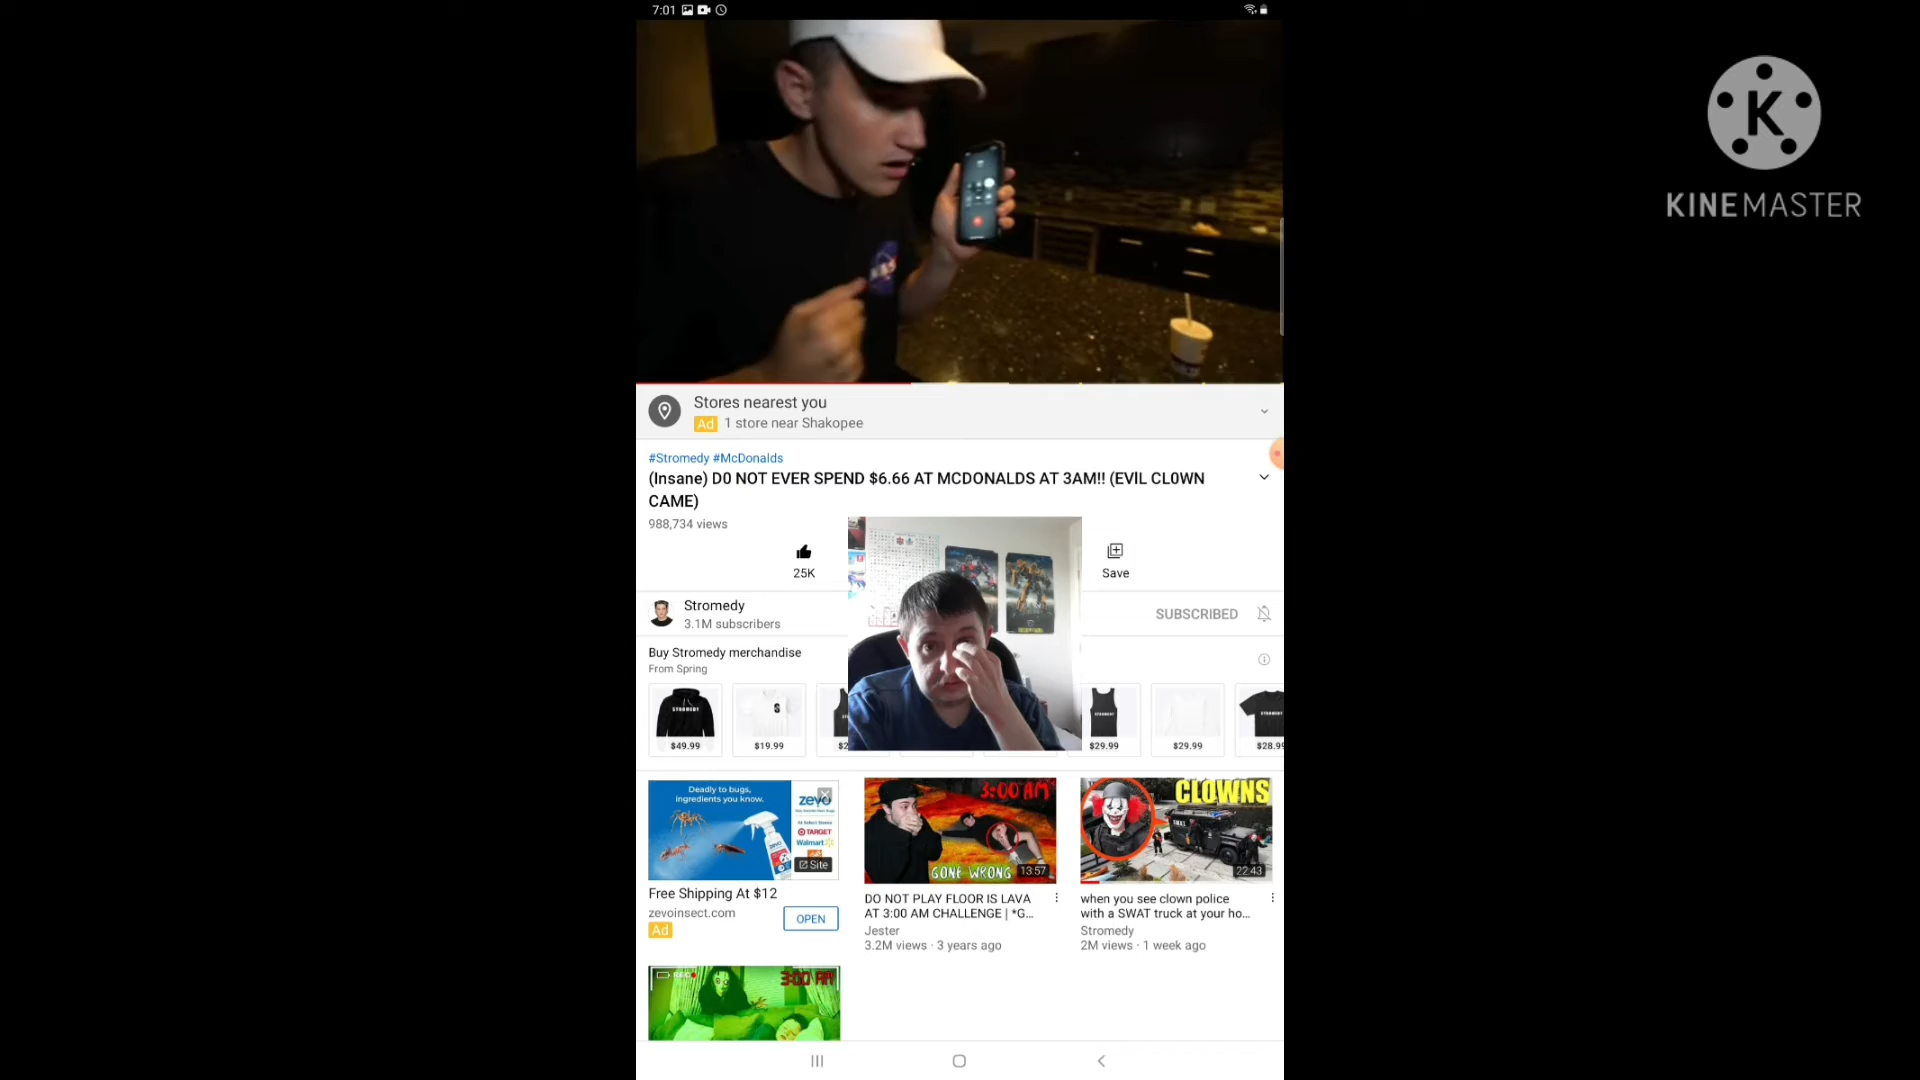 7:01
KINEMASTER
Stores nearest you
Ad 1 store near Shakopee
#Stromedy #McDonalds
(Insane) D0 NOT EVER SPEND $6.66 AT MCDONALDS AT 3AM!! (EVIL CL0WN
CAME)
988,734 views
25K
Save
Stromedy
3.1M subscribers
SUBSCRIBED
Buy Stromedy merchandise
From Spring
$49.99
$19.99
$29.99
$29.99
$28.99
Deadly to bugs,
ingredients you know.
zevo
TARGET
Walmart
Site
3:00 AM
GONE WRONG
13:57
CLOWNS
22:43
Free Shipping At $12
zevoinsect.com
Ad
OPEN
DO NOT PLAY FLOOR IS LAVA
AT 3:00 AM CHALLENGE | *G...
Jester
3.2M views · 3 years ago
when you see clown police
with a SWAT truck at your ho...
Stromedy
2M views · 1 week ago
REC
3:00 AM